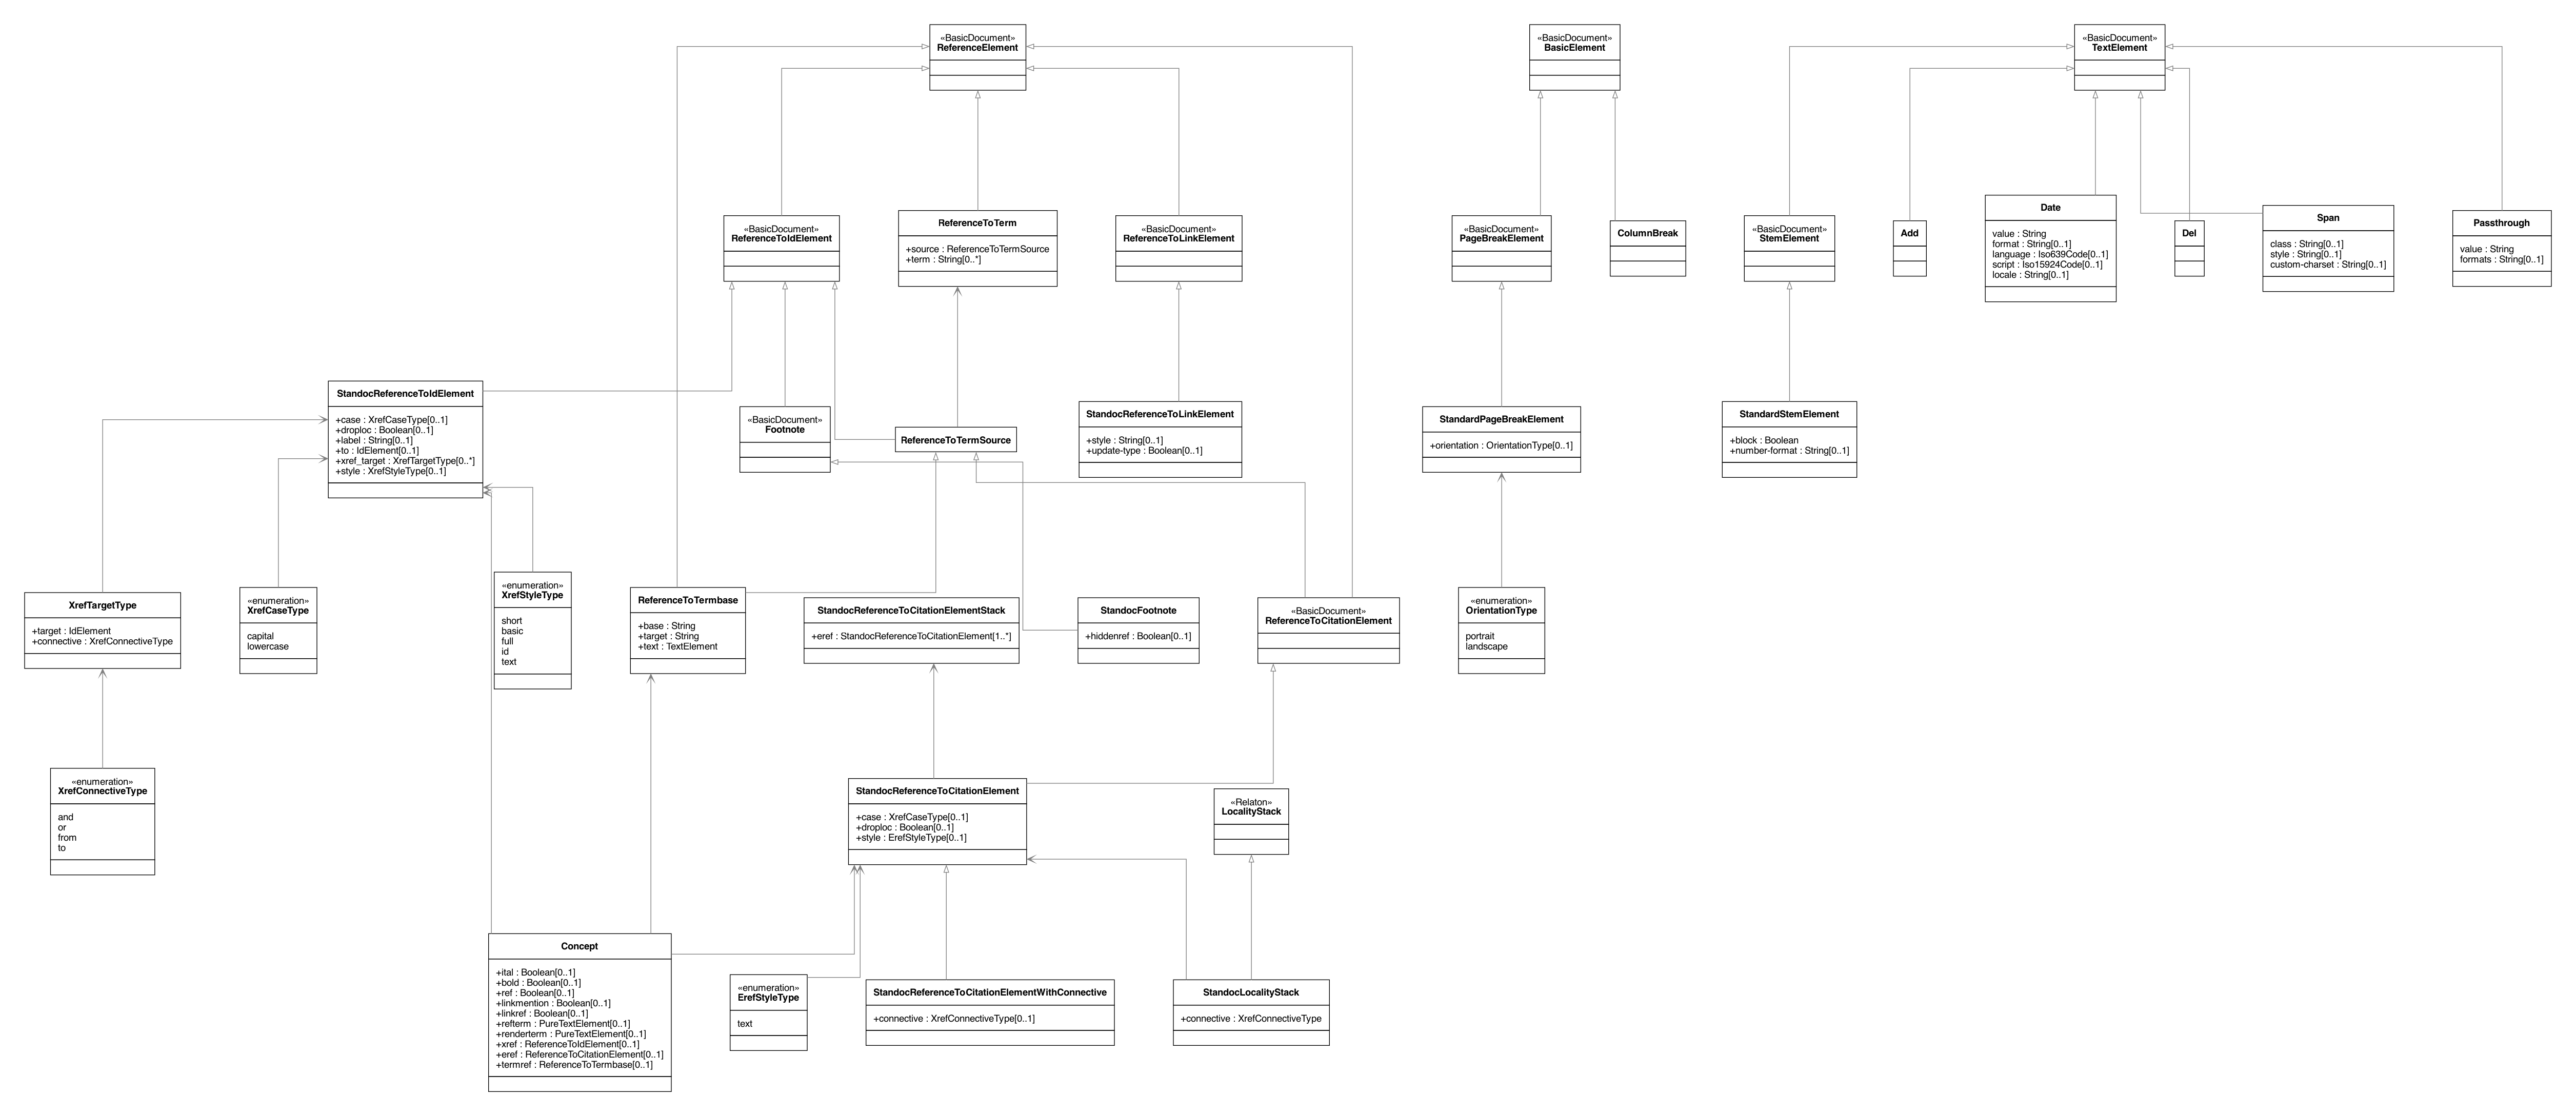 «BasicDocument»
ReferenceElement
«BasicDocument»
BasicElement
«BasicDocument»
TextElement
«BasicDocument»
ReferenceToIdElement
ReferenceToTerm
+source : ReferenceToTermSource
+term : String[0..*]
«BasicDocument»
ReferenceToLinkElement
«BasicDocument»
PageBreakElement
ColumnBreak
«BasicDocument»
StemElement
Add
Date
value : String
format : String[0..1]
language : Iso639Code[0..1]
script : Iso15924Code[0..1]
locale : String[0..1]
Del
Span
class : String[0..1]
style : String[0..1]
custom-charset : String[0..1]
Passthrough
value : String
formats : String[0..1]
StandocReferenceToIdElement
+case : XrefCaseType[0..1]
+droploc : Boolean[0..1]
+label : String[0..1]
+to : IdElement[0..1]
+xref_target : XrefTargetType[0..*]
+style : XrefStyleType[0..1]
«BasicDocument»
Footnote
ReferenceToTermSource
StandocReferenceToLinkElement
+style : String[0..1]
+update-type : Boolean[0..1]
StandardPageBreakElement
+orientation : OrientationType[0..1]
StandardStemElement
+block : Boolean
+number-format : String[0..1]
XrefTargetType
+target : IdElement
+connective : XrefConnectiveType
«enumeration»
XrefCaseType
capital
lowercase
«enumeration»
XrefStyleType
short
basic
full
id
text
ReferenceToTermbase
+base : String
+target : String
+text : TextElement
StandocReferenceToCitationElementStack
+eref : StandocReferenceToCitationElement[1..*]
StandocFootnote
+hiddenref : Boolean[0..1]
«BasicDocument»
ReferenceToCitationElement
«enumeration»
OrientationType
portrait
landscape
«enumeration»
XrefConnectiveType
and
or
from
to
StandocReferenceToCitationElement
+case : XrefCaseType[0..1]
+droploc : Boolean[0..1]
+style : ErefStyleType[0..1]
«Relaton»
LocalityStack
Concept
+ital : Boolean[0..1]
+bold : Boolean[0..1]
+ref : Boolean[0..1]
+linkmention : Boolean[0..1]
+linkref : Boolean[0..1]
+refterm : PureTextElement[0..1]
+renderterm : PureTextElement[0..1]
+xref : ReferenceToIdElement[0..1]
+eref : ReferenceToCitationElement[0..1]
+termref : ReferenceToTermbase[0..1]
«enumeration»
ErefStyleType
text
StandocReferenceToCitationElementWithConnective
+connective : XrefConnectiveType[0..1]
StandocLocalityStack
+connective : XrefConnectiveType